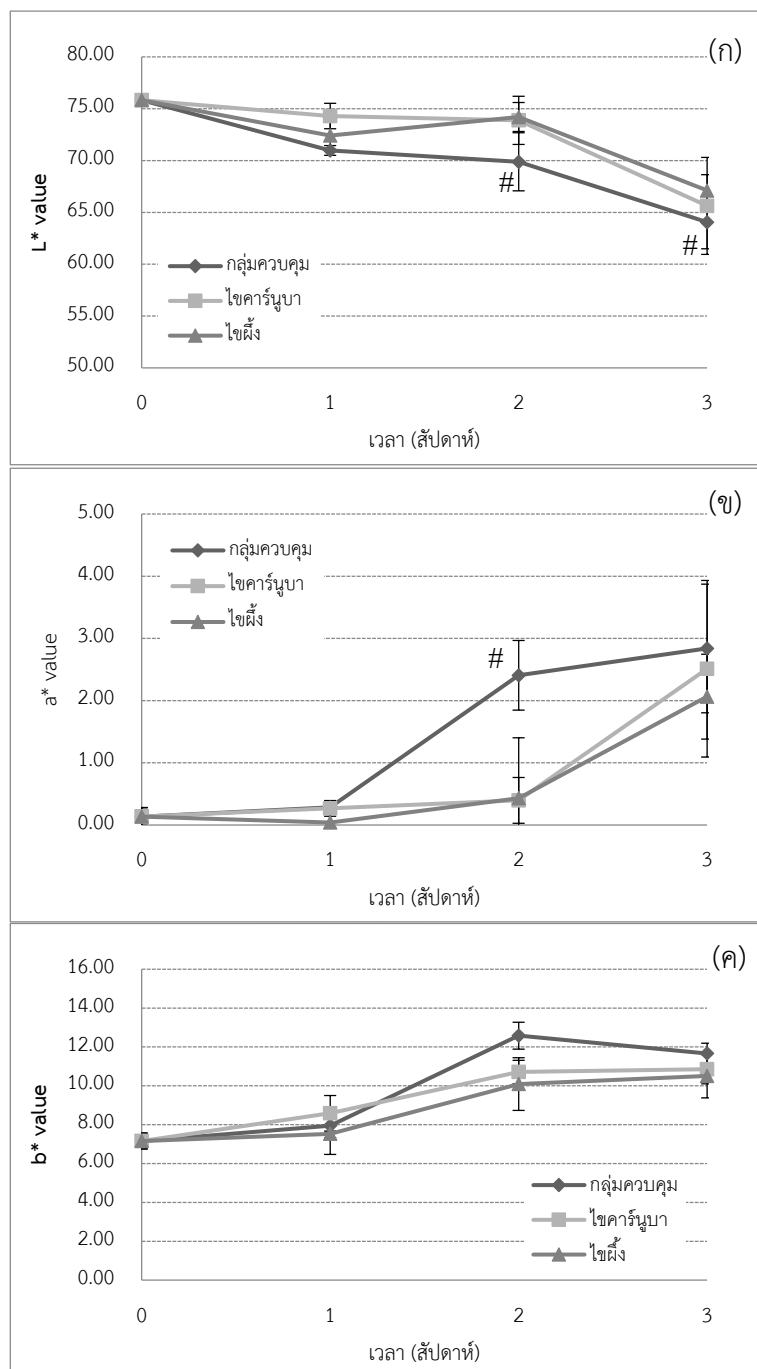 (ก)
80.00
75.00
70.00
65.00
60.00
55.00
50.00
L* value
#
#
กลุ่มควบคุม
ไขคาร์นูบา
ไขผึ้ง
0 1 2 3
เวลา (สัปดาห์)
(ข)
5.00
4.00
3.00
2.00
1.00
0.00
a* value
กลุ่มควบคุม
ไขคาร์นูบา
ไขผึ้ง
#
0 1 2 3
เวลา (สัปดาห์)
(ค)
16.00
14.00
12.00
10.00
8.00
6.00
4.00
2.00
0.00
b* value
กลุ่มควบคุม
ไขคาร์นูบา
ไขผึ้ง
0 1 2 3
เวลา (สัปดาห์)